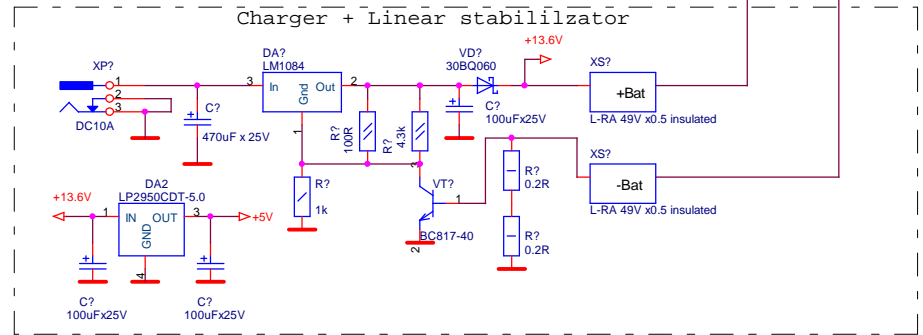 Charger + Linear stabililzator
+13.6V
XP?
1
2
3
DC10A
C?
470uF x 25V
DA?
LM1084
3
In
Gnd
Out
2
1
R?
100R
R?
4.3k
VD?
30BQ060
C?
100uFx25V
XS?
+Bat
L-RA 49V x0.5 insulated
XS?
-Bat
L-RA 49V x0.5 insulated
R?
1k
3
VT?
1
BC817-40
2
R?
0.2R
R?
0.2R
+13.6V
DA2
LP2950CDT-5.0
1
IN
OUT
GND
3
+5V
4
C?
100uFx25V
C?
100uFx25V